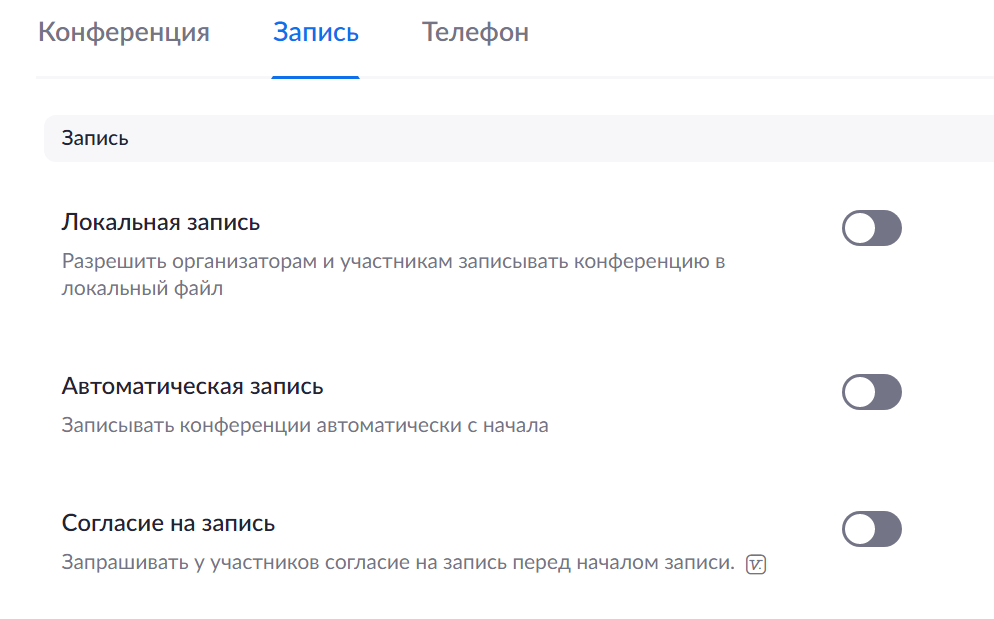 Конференция Запись Телефон
Запись
Локальная запись
Разрешить организаторам и участникам записывать конференцию в
локальный файл
Автоматическая запись
Записывать конференции автоматически с начала
Согласие на запись
Запрашивать у участников согласие на запись перед началом записи. V.